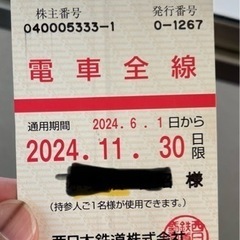 株主番号 発行番号
040005333-1 0-1267
電車全線
通用期間 2024.6.1日から
2024.11.30日限
様
(持参人ご1名様が使用できます)
西日本鉄道株式会社